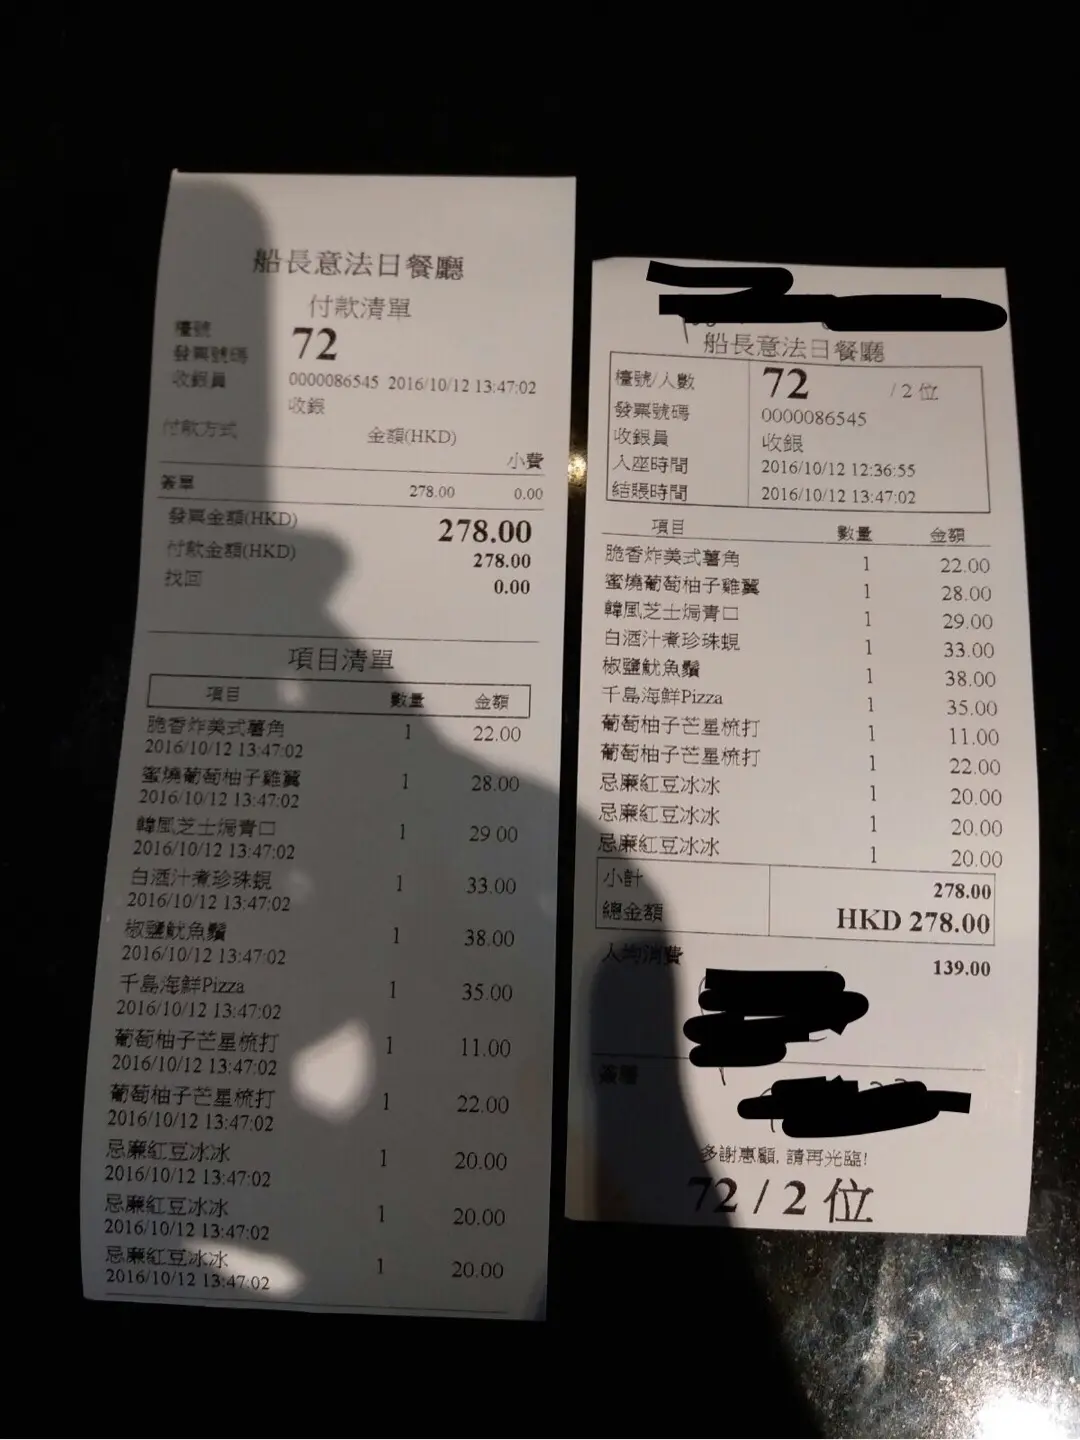 船長意法日餐廳
付款清單
檯號 72
發票號碼 0000086545 2016/10/12 13:47:02
收銀員 收銀
付款方式 金額(HKD) 小費
簽單 278.00 0.00
發票金額(HKD) 278.00
付款金額(HKD) 278.00
找回 0.00
項目清單
項目 數量 金額
脆香炸美式薯角 1 22.00
2016/10/12 13:47:02
蜜燒葡萄柚子雞翼 1 28.00
2016/10/12 13:47:02
韓風芝士焗青口 1 29.00
2016/10/12 13:47:02
白酒汁煮珍珠蜆 1 33.00
2016/10/12 13:47:02
椒鹽魷魚鬚 1 38.00
2016/10/12 13:47:02
千島海鮮Pizza 1 35.00
2016/10/12 13:47:02
葡萄柚子芒星梳打 1 11.00
2016/10/12 13:47:02
葡萄柚子芒星梳打 1 22.00
2016/10/12 13:47:02
忌廉紅豆冰冰 1 20.00
2016/10/12 13:47:02
忌廉紅豆冰冰 1 20.00
2016/10/12 13:47:02
忌廉紅豆冰冰 1 20.00
2016/10/12 13:47:02
船長意法日餐廳
檯號/人數 72 / 2 位
發票號碼 0000086545
收銀員 收銀
入座時間 2016/10/12 12:36:55
結賬時間 2016/10/12 13:47:02
項目 數量 金額
脆香炸美式薯角 1 22.00
蜜燒葡萄柚子雞翼 1 28.00
韓風芝士焗青口 1 29.00
白酒汁煮珍珠蜆 1 33.00
椒鹽魷魚鬚 1 38.00
千島海鮮Pizza 1 35.00
葡萄柚子芒星梳打 1 11.00
葡萄柚子芒星梳打 1 22.00
忌廉紅豆冰冰 1 20.00
忌廉紅豆冰冰 1 20.00
忌廉紅豆冰冰 1 20.00
小計 278.00
總金額 HKD 278.00
人均消費 139.00
多謝惠顧, 請再光臨!
72 / 2 位